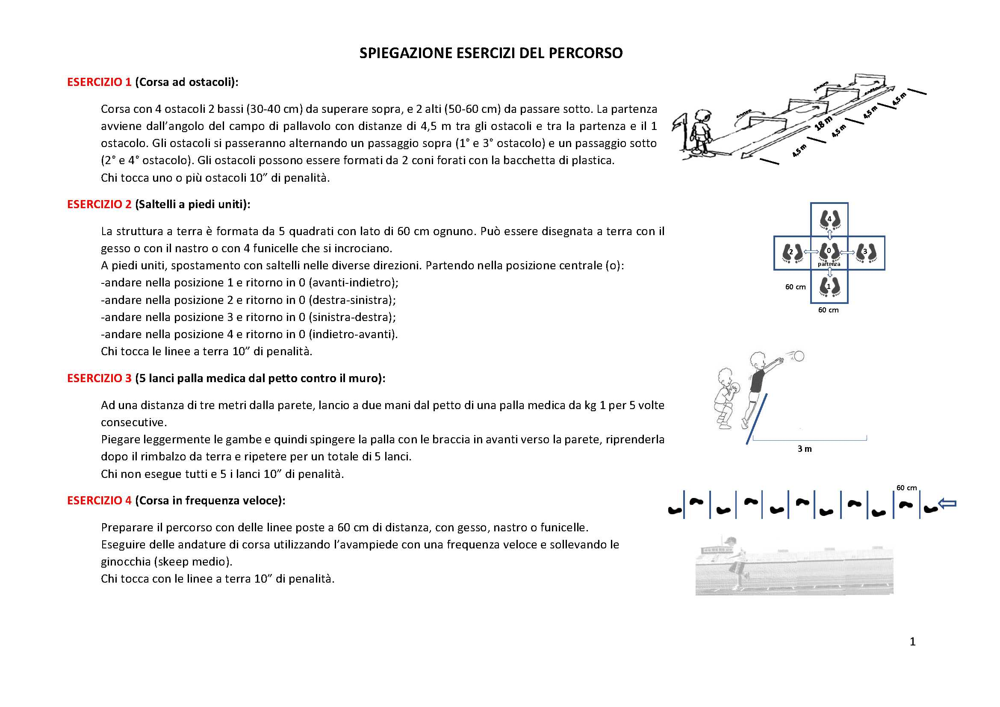 SPIEGAZIONE ESERCIZI DEL PERCORSO
ESERCIZIO 1 (Corsa ad ostacoli):
Corsa con 4 ostacoli 2 bassi (30-40 cm) da superare sopra, e 2 alti (50-60 cm) da passare sotto. La partenza
avviene dall’angolo del campo di pallavolo con distanze di 4,5 m tra gli ostacoli e tra la partenza e il 1
ostacolo. Gli ostacoli si passeranno alternando un passaggio sopra (1° e 3° ostacolo) e un passaggio sotto
(2° e 4° ostacolo). Gli ostacoli possono essere formati da 2 coni forati con la bacchetta di plastica.
Chi tocca uno o più ostacoli 10” di penalità.
sopra
sopra
sotto
18 m
4,5 m
4,5 m
4,5 m
4,5 m
ESERCIZIO 2 (Saltelli a piedi uniti):
La struttura a terra è formata da 5 quadrati con lato di 60 cm ognuno. Può essere disegnata a terra con il
gesso o con il nastro o con 4 funicelle che si incrociano.
A piedi uniti, spostamento con saltelli nelle diverse direzioni. Partendo nella posizione centrale (o):
-andare nella posizione 1 e ritorno in 0 (avanti-indietro);
-andare nella posizione 2 e ritorno in 0 (destra-sinistra);
-andare nella posizione 3 e ritorno in 0 (sinistra-destra);
-andare nella posizione 4 e ritorno in 0 (indietro-avanti).
Chi tocca le linee a terra 10” di penalità.
4
2 0 3
partenza
1
60 cm
60 cm
ESERCIZIO 3 (5 lanci palla medica dal petto contro il muro):
Ad una distanza di tre metri dalla parete, lancio a due mani dal petto di una palla medica da kg 1 per 5 volte
consecutive.
Piegare leggermente le gambe e quindi spingere la palla con le braccia in avanti verso la parete, riprenderla
dopo il rimbalzo da terra e ripetere per un totale di 5 lanci.
Chi non esegue tutti e 5 i lanci 10” di penalità.
3 m
ESERCIZIO 4 (Corsa in frequenza veloce):
Preparare il percorso con delle linee poste a 60 cm di distanza, con gesso, nastro o funicelle.
Eseguire delle andature di corsa utilizzando l’avampiede con una frequenza veloce e sollevando le
ginocchia (skeep medio).
Chi tocca con le linee a terra 10” di penalità.
60 cm
1